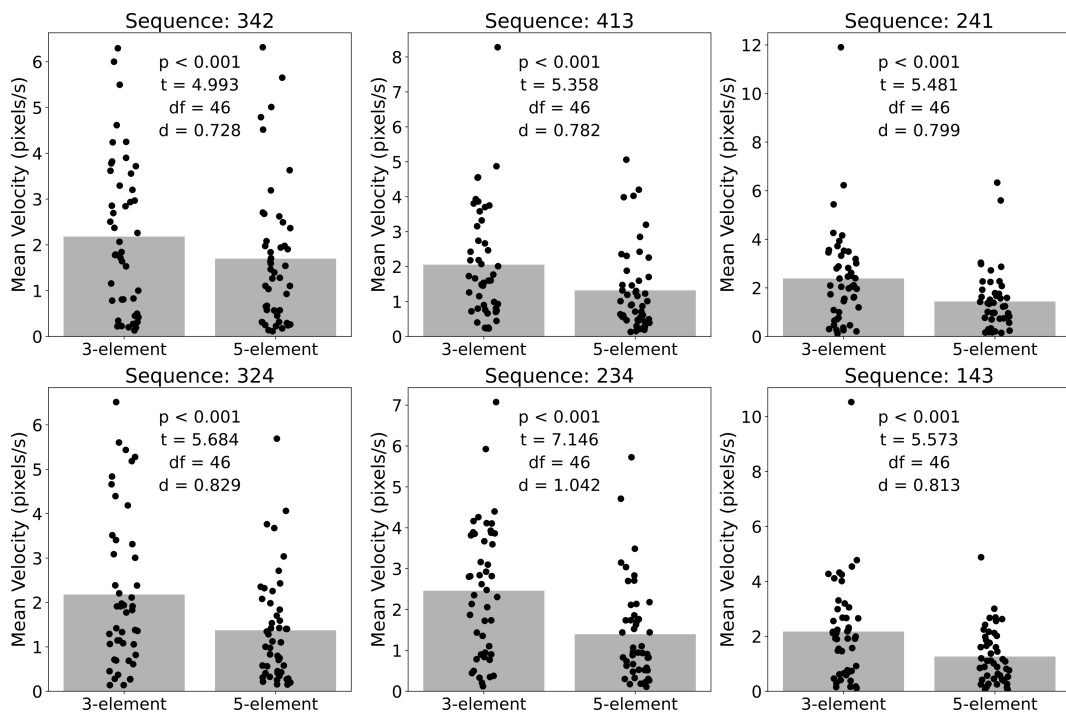 Sequence: 342
Mean Velocity (pixels/s)
6
5
4
3
2
1
0
p < 0.001
t = 4.993
df = 46
d = 0.728
3-element
5-element
Sequence: 413
Mean Velocity (pixels/s)
8
7
6
5
4
3
2
1
0
p < 0.001
t = 5.358
df = 46
d = 0.782
3-element
5-element
Sequence: 241
Mean Velocity (pixels/s)
12
10
8
6
4
2
0
p < 0.001
t = 5.481
df = 46
d = 0.799
3-element
5-element
Sequence: 324
Mean Velocity (pixels/s)
6
5
4
3
2
1
0
p < 0.001
t = 5.684
df = 46
d = 0.829
3-element
5-element
Sequence: 234
Mean Velocity (pixels/s)
7
6
5
4
3
2
1
0
p < 0.001
t = 7.146
df = 46
d = 1.042
3-element
5-element
Sequence: 143
Mean Velocity (pixels/s)
10
8
6
4
2
0
p < 0.001
t = 5.573
df = 46
d = 0.813
3-element
5-element